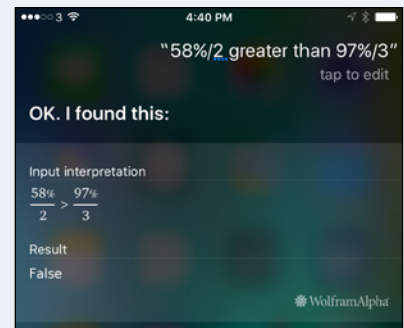 3 4:40 PM
“58%/2 greater than 97%/3”
tap to edit
OK. I found this:
Input interpretation
58% / 2 > 97% / 3
Result
False
WolframAlpha